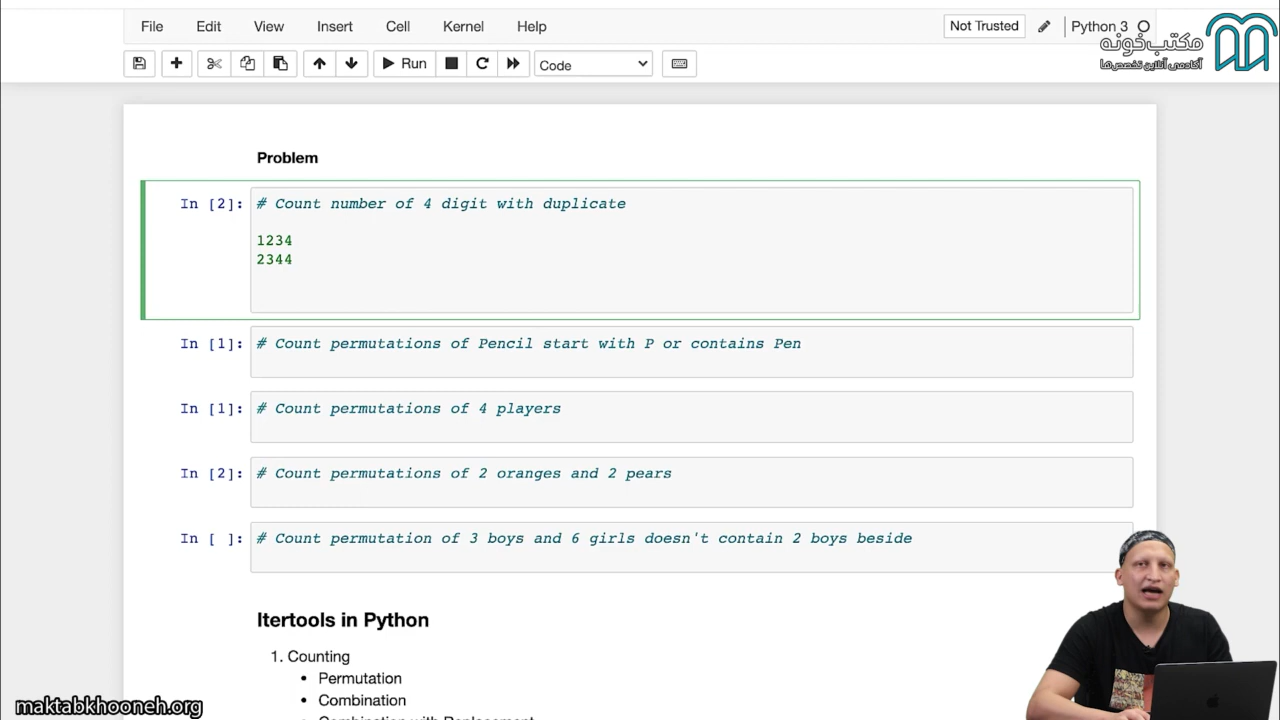 File Edit View Insert Cell Kernel Help Not Trusted Python 3
مکتب‌خونه
آکادمی آنلاین تخصص‌ها
Run Code
Problem
In [2]: # Count number of 4 digit with duplicate
1234
2344
In [1]: # Count permutations of Pencil start with P or contains Pen
In [1]: # Count permutations of 4 players
In [2]: # Count permutations of 2 oranges and 2 pears
In [ ]: # Count permutation of 3 boys and 6 girls doesn't contain 2 boys beside
Itertools in Python
1. Counting
• Permutation
• Combination
• Combination with Replacement
maktabkhooneh.org